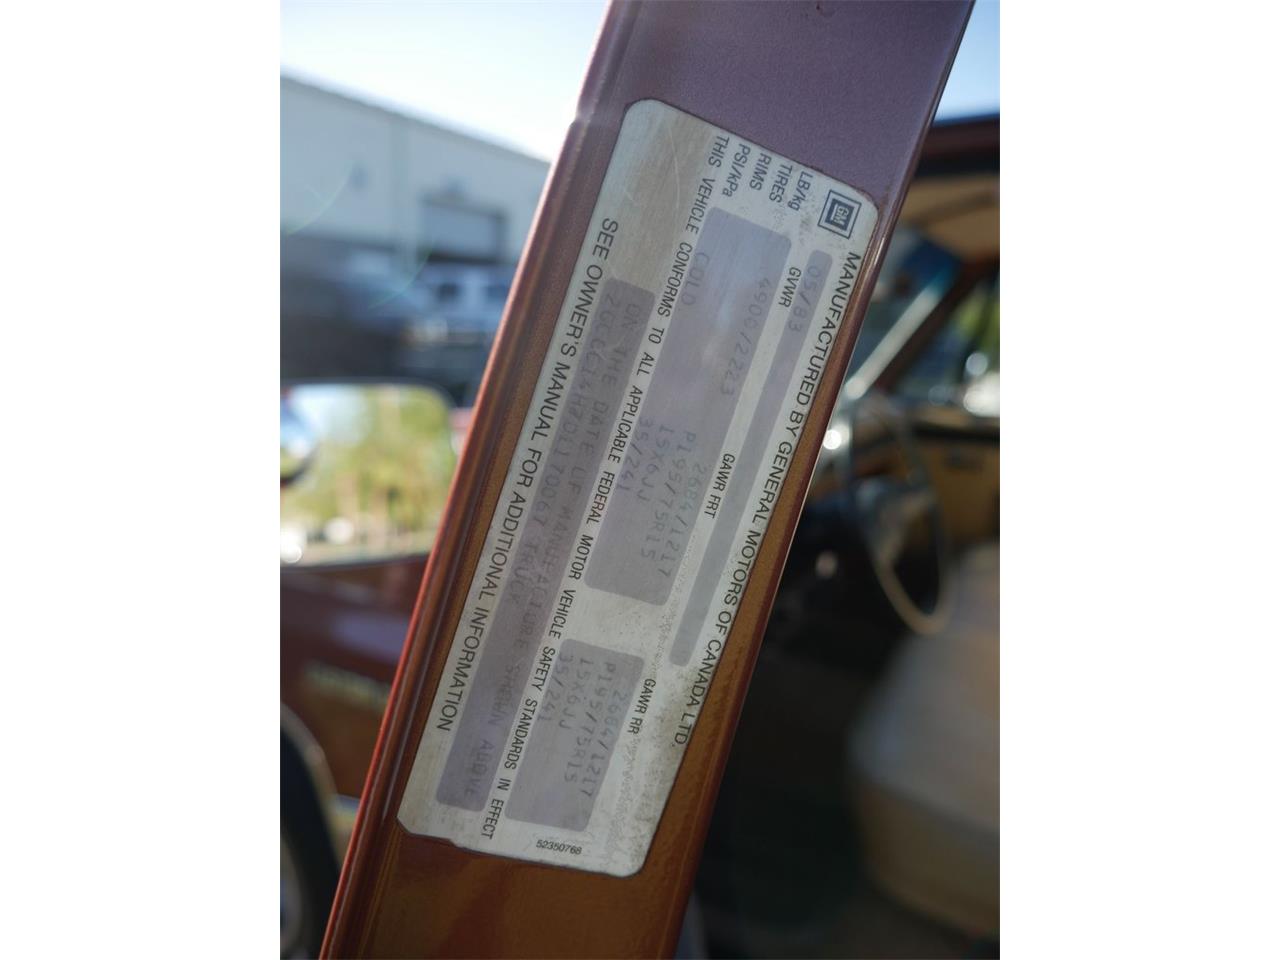 GM
MANUFACTURED BY GENERAL MOTORS OF CANADA LTD.
05/83
GVWR GAWR FRT GAWR RR
LB/kg 4900/2223 2684/1217 2684/1217
TIRES P195/75R15 P195/75R15
RIMS 15X6JJ 15X6JJ
PSI/kPa COLD 35/241 35/241
THIS VEHICLE CONFORMS TO ALL APPLICABLE FEDERAL MOTOR VEHICLE SAFETY STANDARDS IN EFFECT
ON THE DATE OF MANUFACTURE SHOWN ABOVE
TRUCK
SEE OWNER'S MANUAL FOR ADDITIONAL INFORMATION
52350768